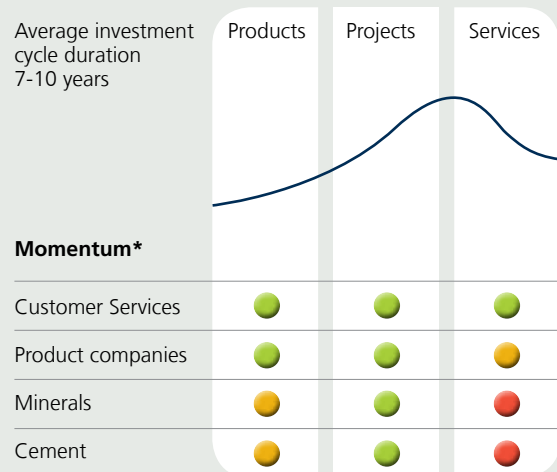 Average investment
cycle duration
7-10 years
Products
Projects
Services
Momentum*
Customer Services
Product companies
Minerals
Cement